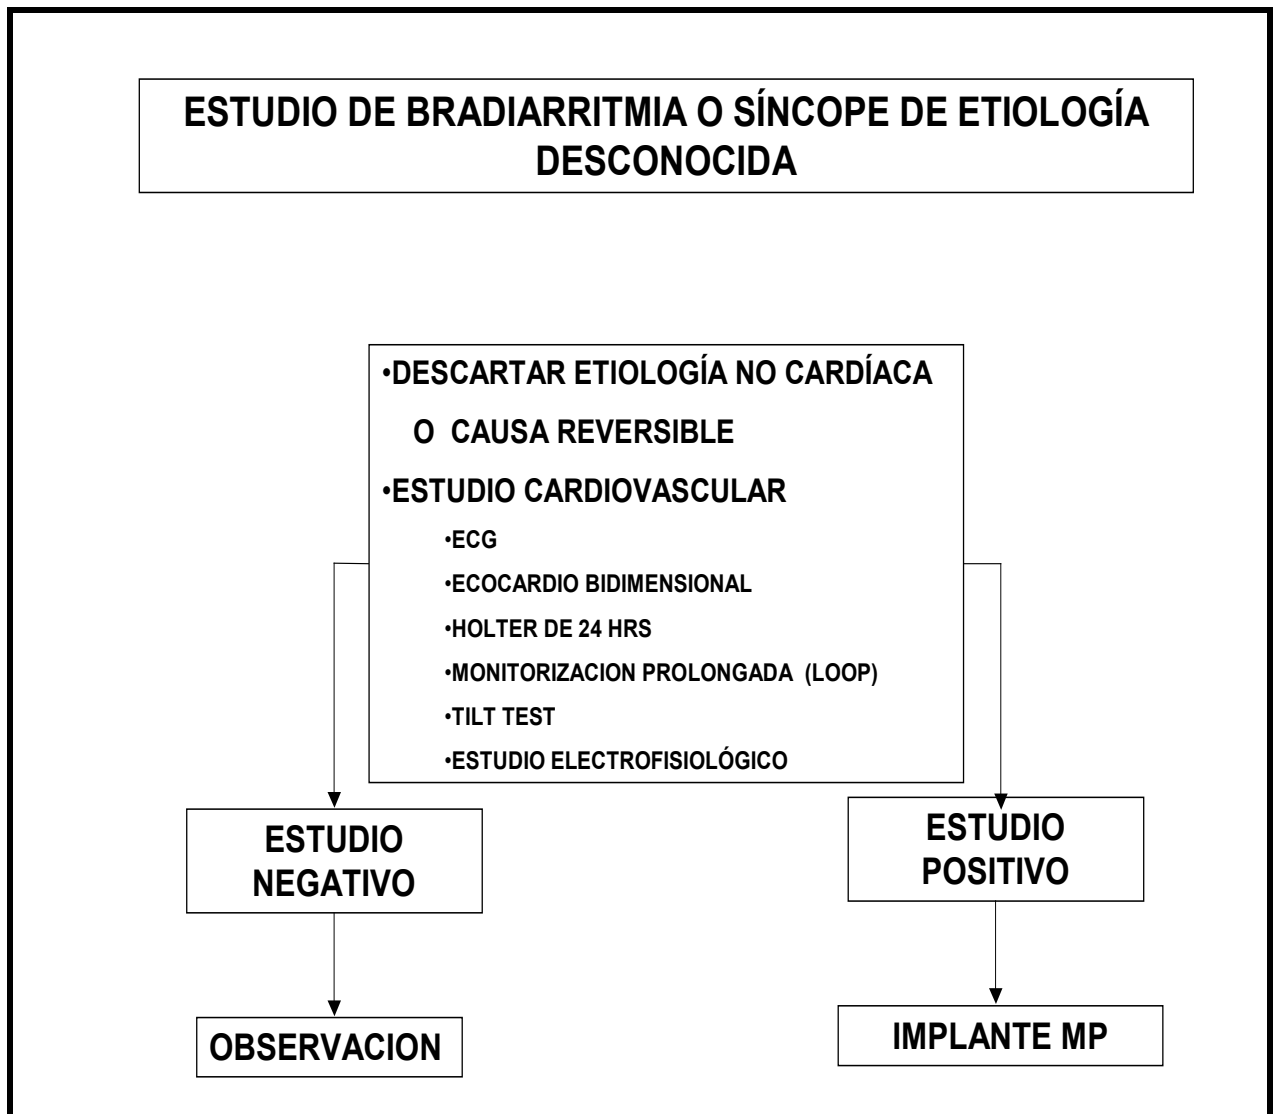 ESTUDIO DE BRADIARRITMIA O SÍNCOPE DE ETIOLOGÍA
DESCONOCIDA
•DESCARTAR ETIOLOGÍA NO CARDÍACA
O CAUSA REVERSIBLE
•ESTUDIO CARDIOVASCULAR
•ECG
•ECOCARDIO BIDIMENSIONAL
•HOLTER DE 24 HRS
•MONITORIZACION PROLONGADA (LOOP)
•TILT TEST
•ESTUDIO ELECTROFISIOLÓGICO
ESTUDIO
NEGATIVO
ESTUDIO
POSITIVO
OBSERVACION
IMPLANTE MP